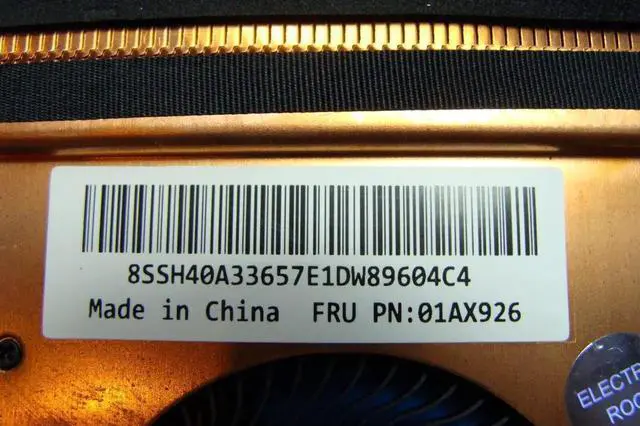 8SSH40A33657E1DW89604C4
Made in China FRU PN:01AX926